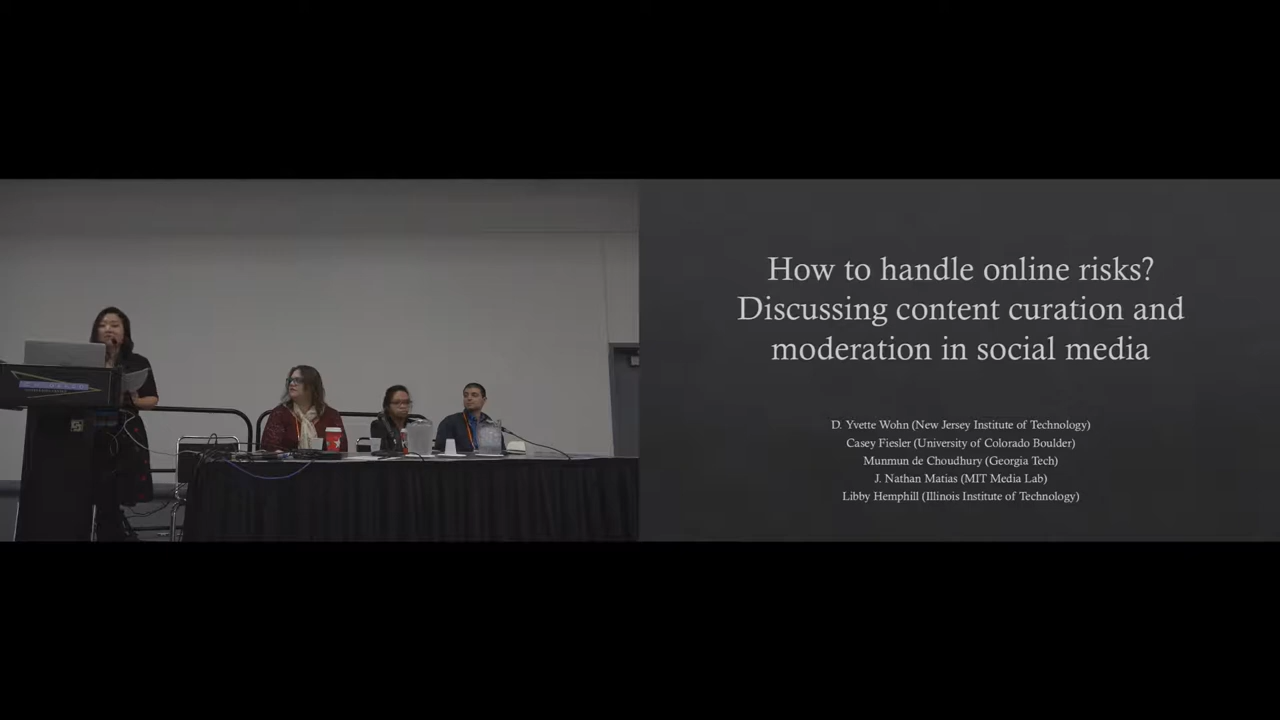 How to handle online risks?
Discussing content curation and
moderation in social media
D. Yvette Wohn (New Jersey Institute of Technology)
Casey Fiesler (University of Colorado Boulder)
Munmun de Choudhury (Georgia Tech)
J. Nathan Matias (MIT Media Lab)
Libby Hemphill (Illinois Institute of Technology)